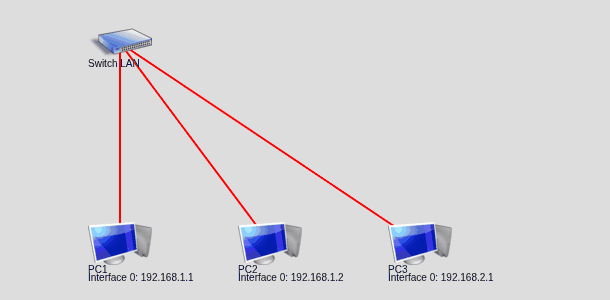 Switch LAN
PC1
Interface 0: 192.168.1.1
PC2
Interface 0: 192.168.1.2
PC3
Interface 0: 192.168.2.1